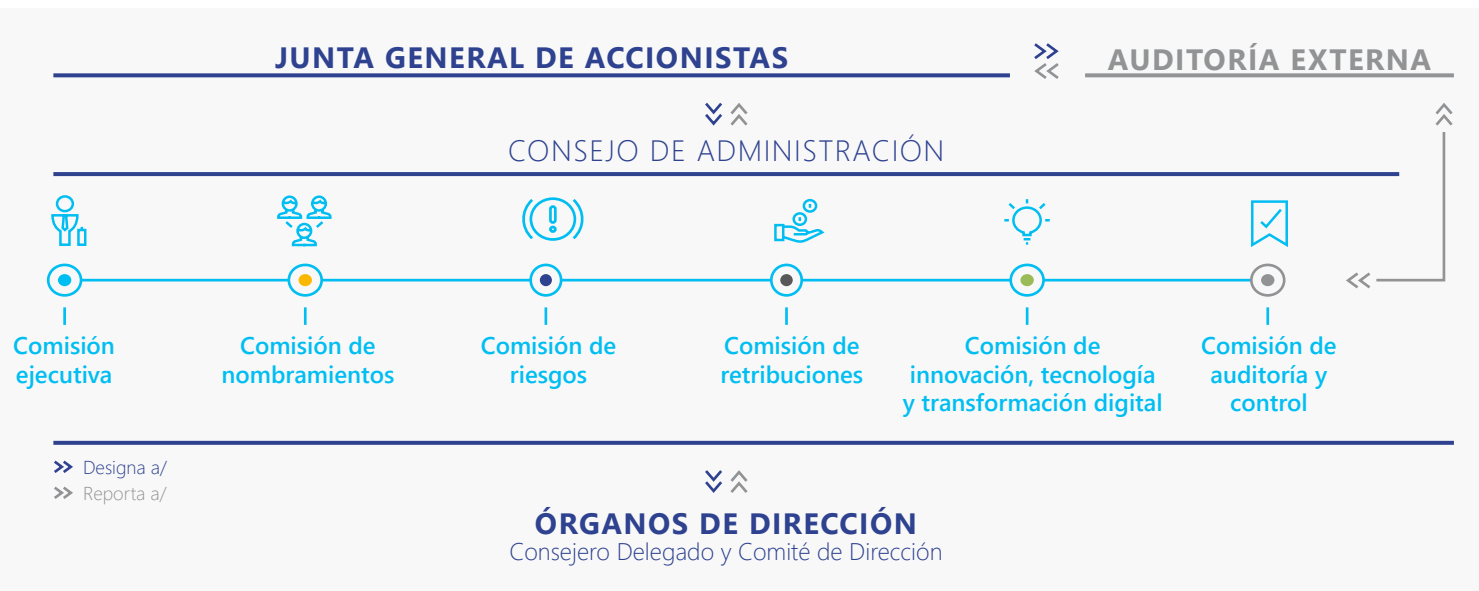 JUNTA GENERAL DE ACCIONISTAS
AUDITORÍA EXTERNA
CONSEJO DE ADMINISTRACIÓN
Comisión
ejecutiva
Comisión de
nombramientos
Comisión de
riesgos
Comisión de
retribuciones
Comisión de
innovación, tecnología
y transformación digital
Comisión de
auditoría y
control
Designa a/
Reporta a/
ÓRGANOS DE DIRECCIÓN
Consejero Delegado y Comité de Dirección